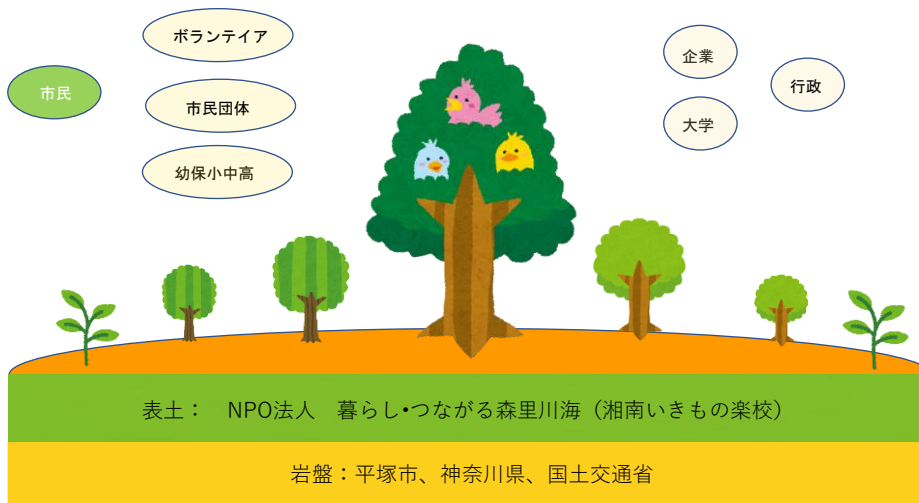 ボランテイア
市民
市民団体
幼保小中高
企業
行政
大学
表土：　NPO法人　暮らし・つながる森里川海（湘南いきもの楽校）
岩盤：平塚市、神奈川県、国土交通省